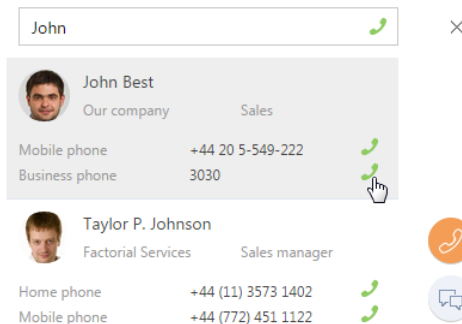 John
John Best
Our company Sales
Mobile phone +44 20 5-549-222
Business phone 3030
Taylor P. Johnson
Factorial Services Sales manager
Home phone +44 (11) 3573 1402
Mobile phone +44 (772) 451 1122